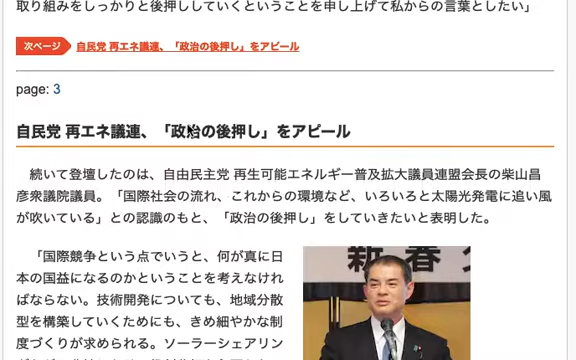 取り組みをしっかりと後押ししていくということを申し上げて私からの言葉としたい」
次ページ 自民党 再エネ議連、「政治の後押し」をアピール
page: 3
自民党 再エネ議連、「政治の後押し」をアピール
続いて登壇したのは、自由民主党 再生可能エネルギー普及拡大議員連盟会長の柴山昌
彦衆議院議員。「国際社会の流れ、これからの環境など、いろいろと太陽光発電に追い風
が吹いている」との認識のもと、「政治の後押し」をしていきたいと表明した。
「国際競争という点でいうと、何が真に日
本の国益になるのかということを考えなけれ
ばならない。技術開発についても、地域分散
型を構築していくためにも、きめ細やかな制
度づくりが求められる。ソーラーシェアリン
新春